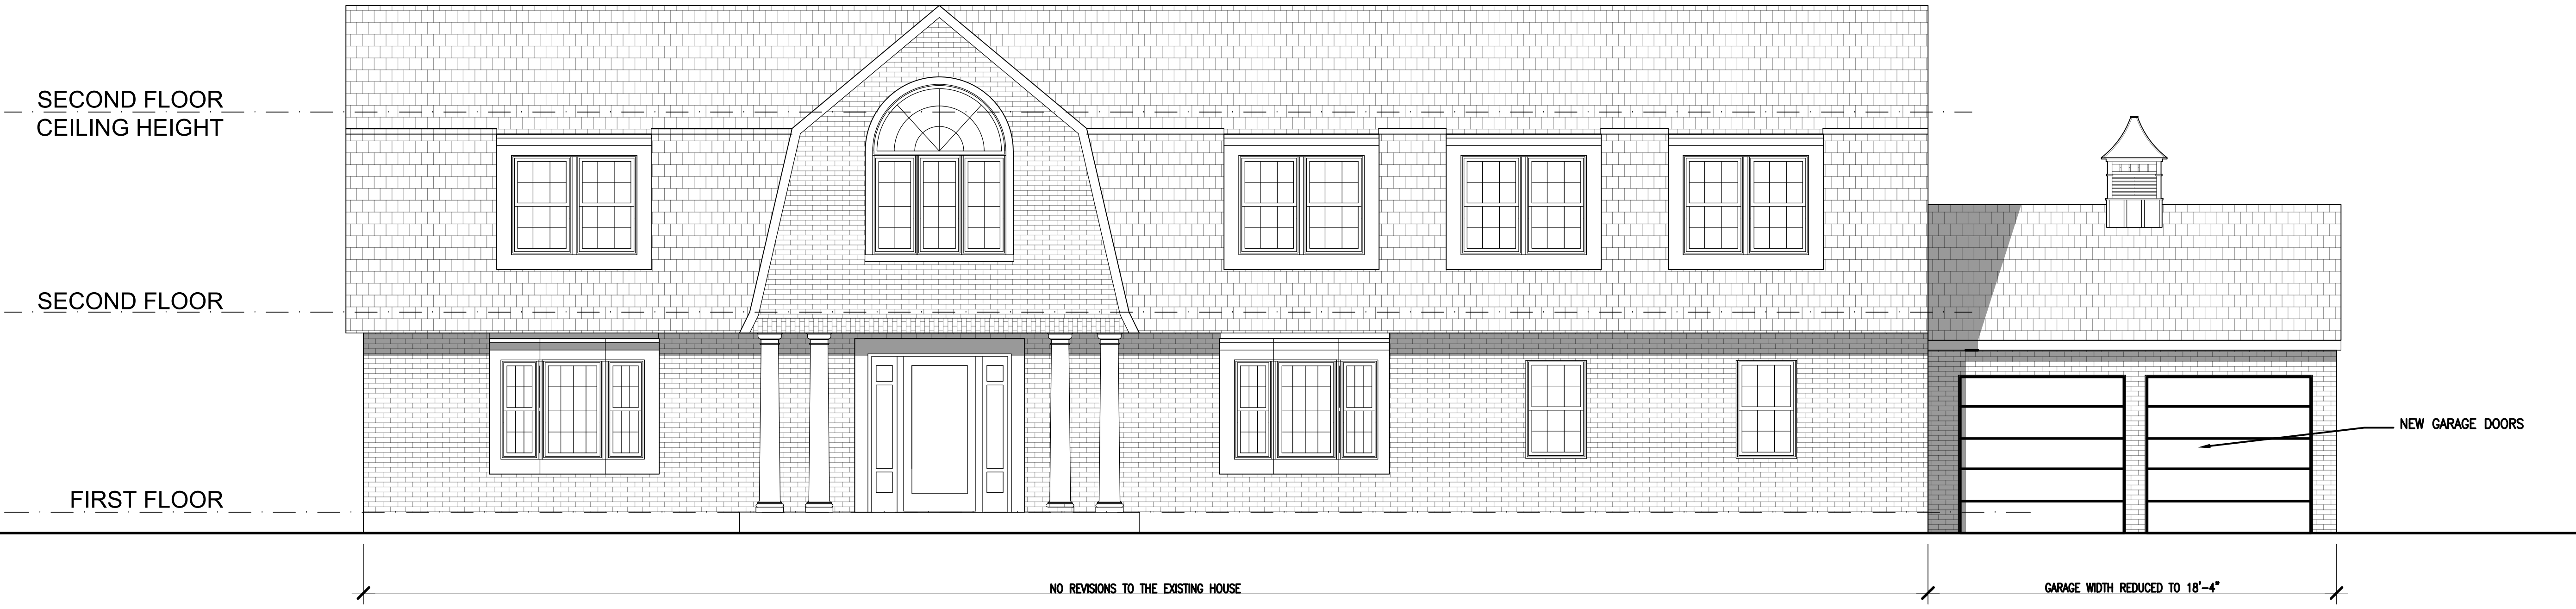 SECOND FLOOR
CEILING HEIGHT
SECOND FLOOR
NEW GARAGE DOORS
FIRST FLOOR
NO REVISIONS TO THE EXISTING HOUSE
GARAGE WIDTH REDUCED TO 18'-4"